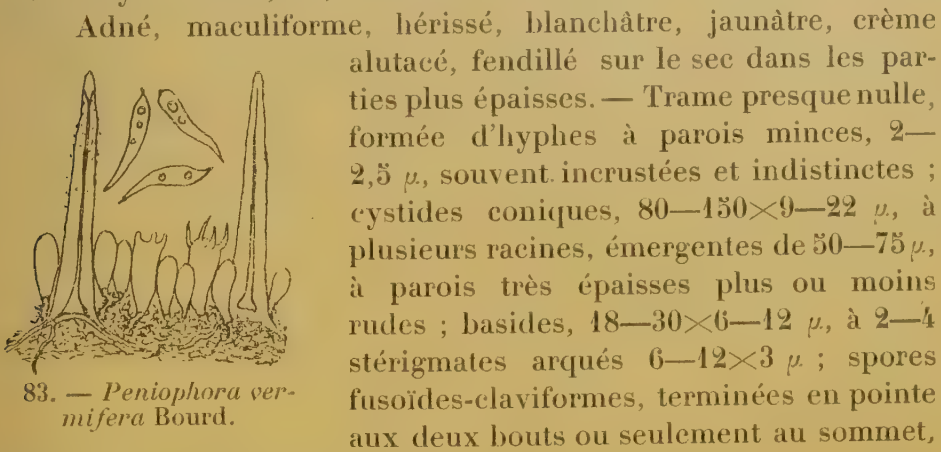 Adné, maculiforme, hérissé, blanchâtre, jaunâtre, crème
alutacé, fendillé sur le sec dans les par-
ties plus épaisses. — Trame presque nulle,
formée d'hyphes à parois minces, 2—
2,5 µ, souvent incrustées et indistinctes ;
cystides coniques, 80—150×9—22 µ, à
plusieurs racines, émergentes de 50—75 µ,
à parois très épaisses plus ou moins
rudes ; basides, 18—30×6—12 µ, à 2—4
stérigmates arqués 6—12×3 µ ; spores
fusoïdes-claviformes, terminées en pointe
aux deux bouts ou seulement au sommet,
83. — Peniophora ver-
mifera Bourd.